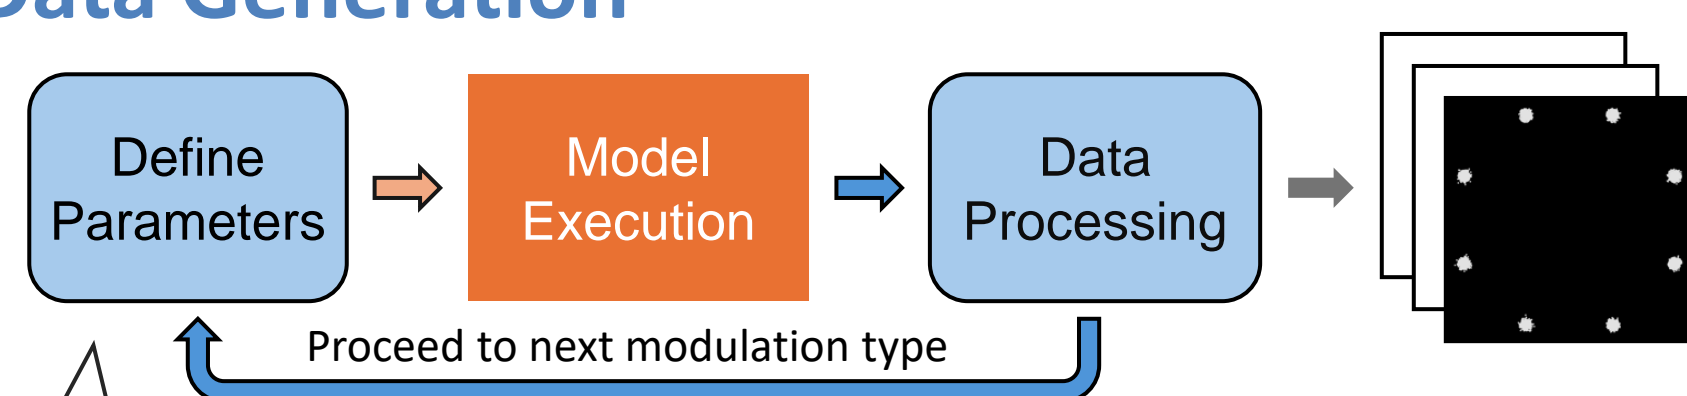 Data Generation
Define
Parameters
Model
Execution
Data
Processing
Proceed to next modulation type